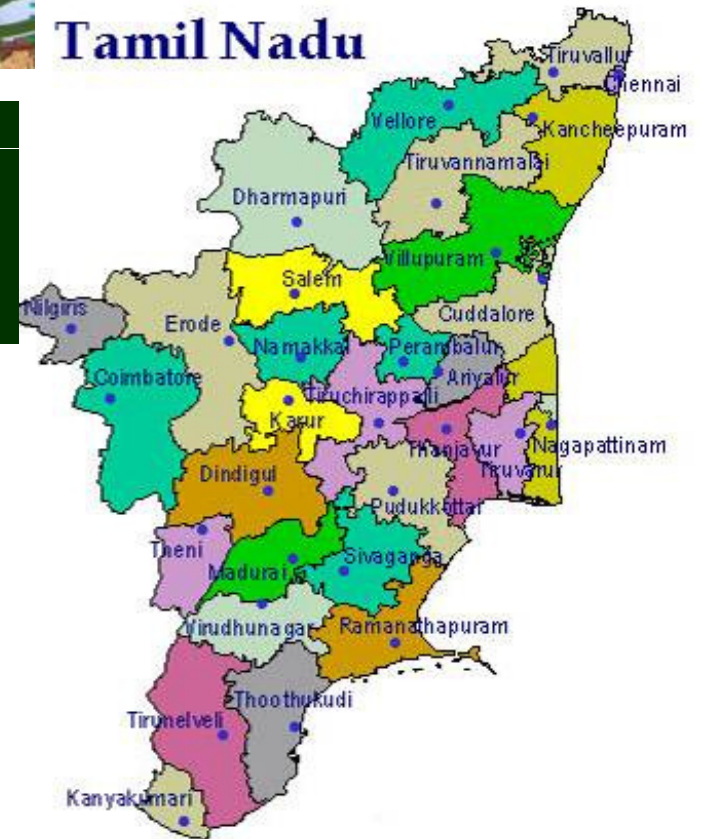 Tamil Nadu
Tiruvallur
Chennai
Vellore
Kancheepuram
Tiruvannamalai
Dharmapuri
Villupuram
Salem
Nilgiris
Erode
Cuddalore
Namakkal
Perambalur
Coimbatore
Ariyalur
Tiruchirappalli
Karur
Thanjavur
Nagapattinam
Dindigul
Tiruvarur
Pudukkottai
Theni
Sivaganga
Madurai
Virudhunagar
Ramanathapuram
Thoothukudi
Tirunelveli
Kanyakumari